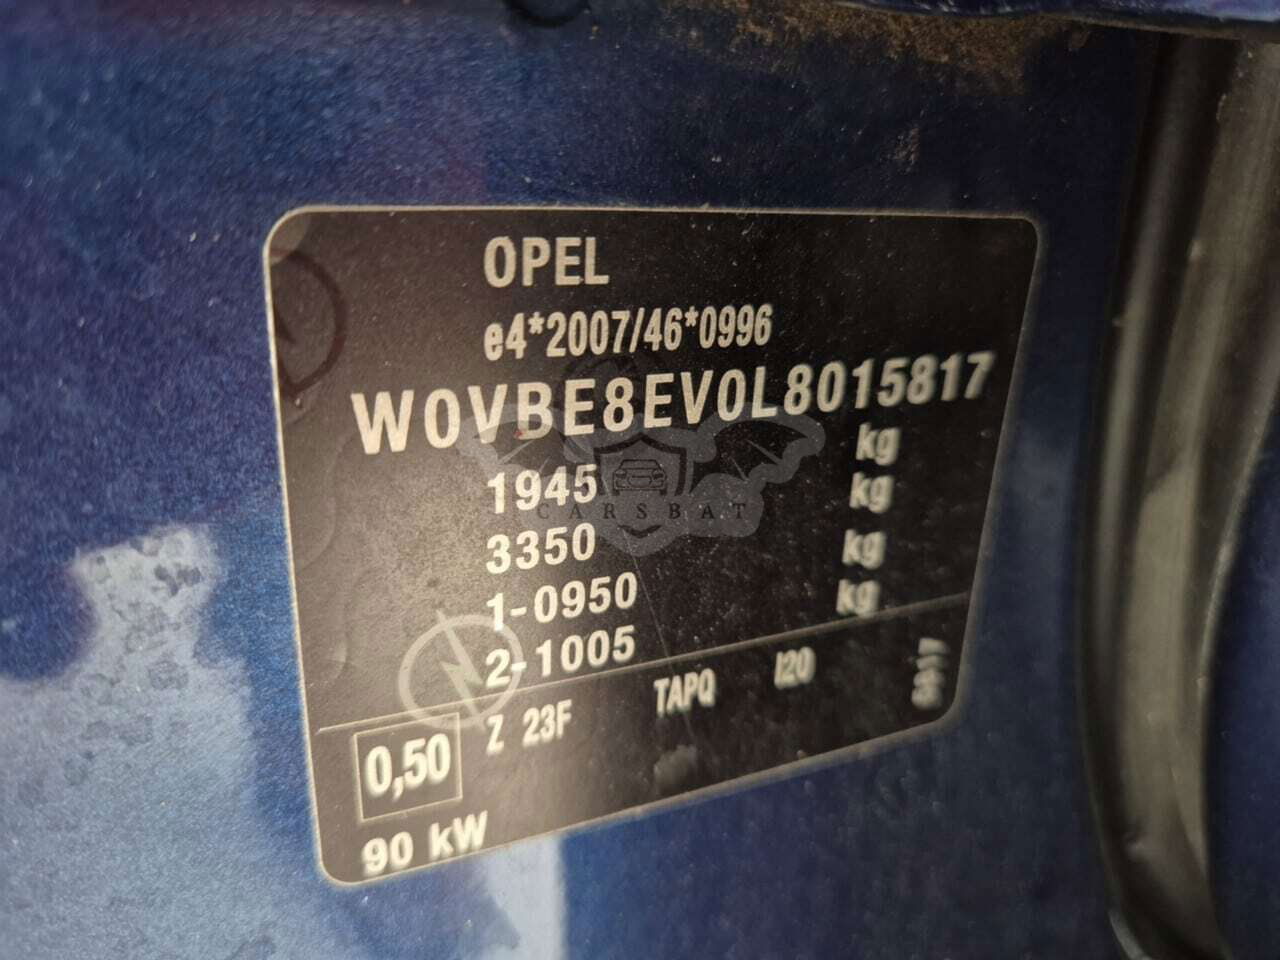 OPEL
e4*2007/46*0996
W0VBE8EV0L8015817
1945 kg
3350 kg
1-0950 kg
2-1005 kg
CARSBAT
0,50 Z 23F TAPQ I20
90 kW